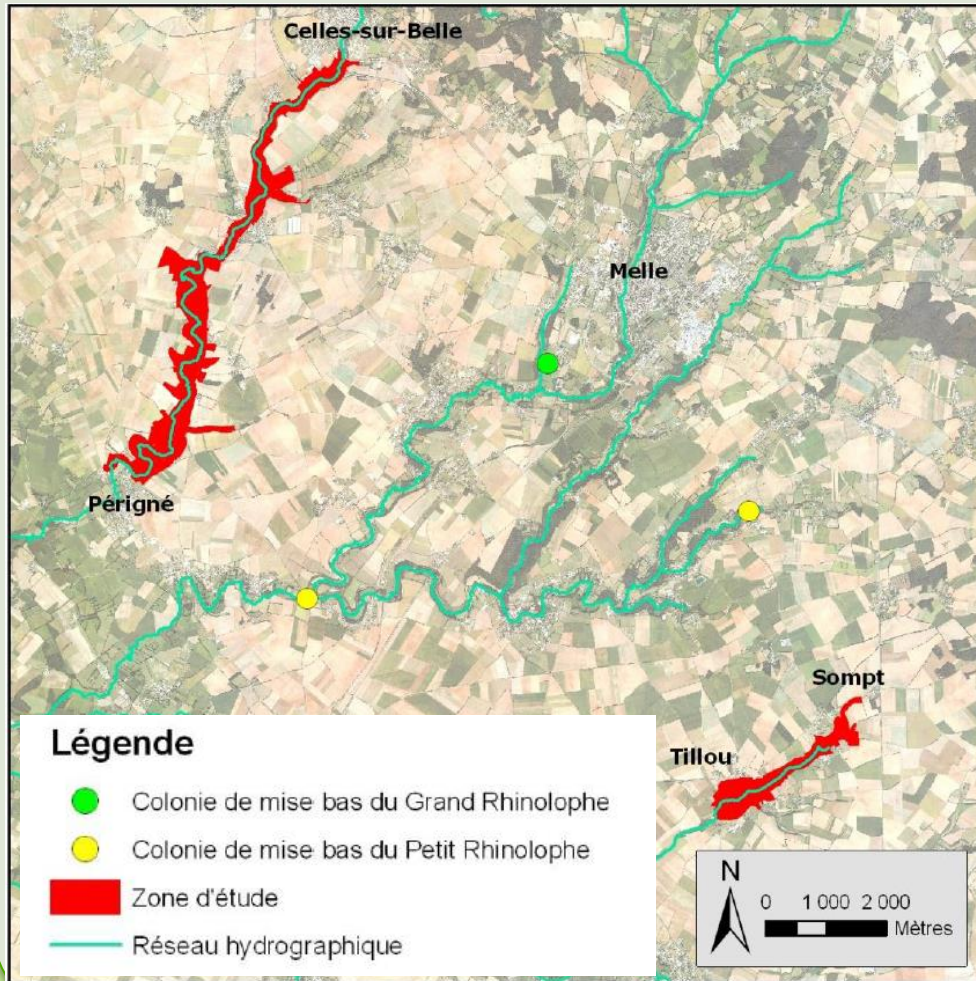 Celles-sur-Belle
Melle
Périgné
Sompt
Tillou
Légende
Colonie de mise bas du Grand Rhinolophe
Colonie de mise bas du Petit Rhinolophe
Zone d'étude
Réseau hydrographique
N
0 1 000 2 000
Mètres